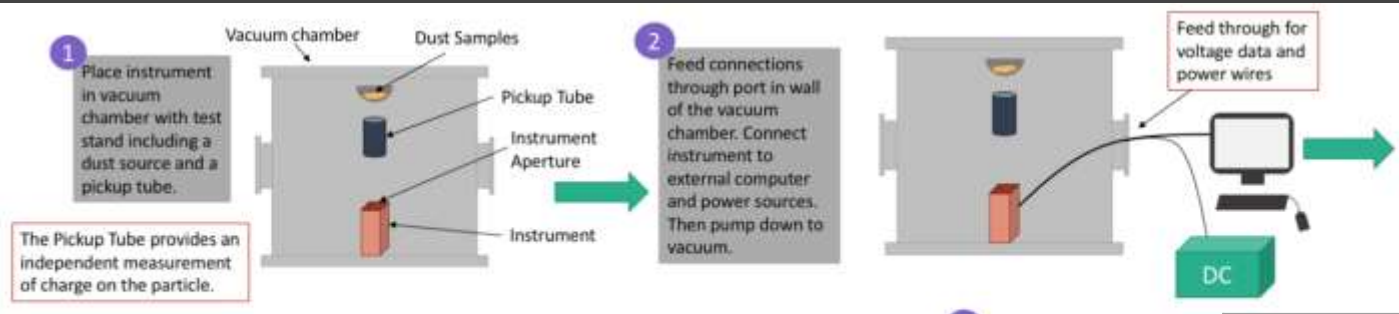 1
Place instrument
in vacuum
chamber with test
stand including a
dust source and a
pickup tube.
The Pickup Tube provides an
independent measurement
of charge on the particle.
Vacuum chamber
Dust Samples
Pickup Tube
Instrument
Aperture
Instrument
2
Feed connections
through port in wall
of the vacuum
chamber. Connect
instrument to
external computer
and power sources.
Then pump down to
vacuum.
Feed through for
voltage data and
power wires
DC